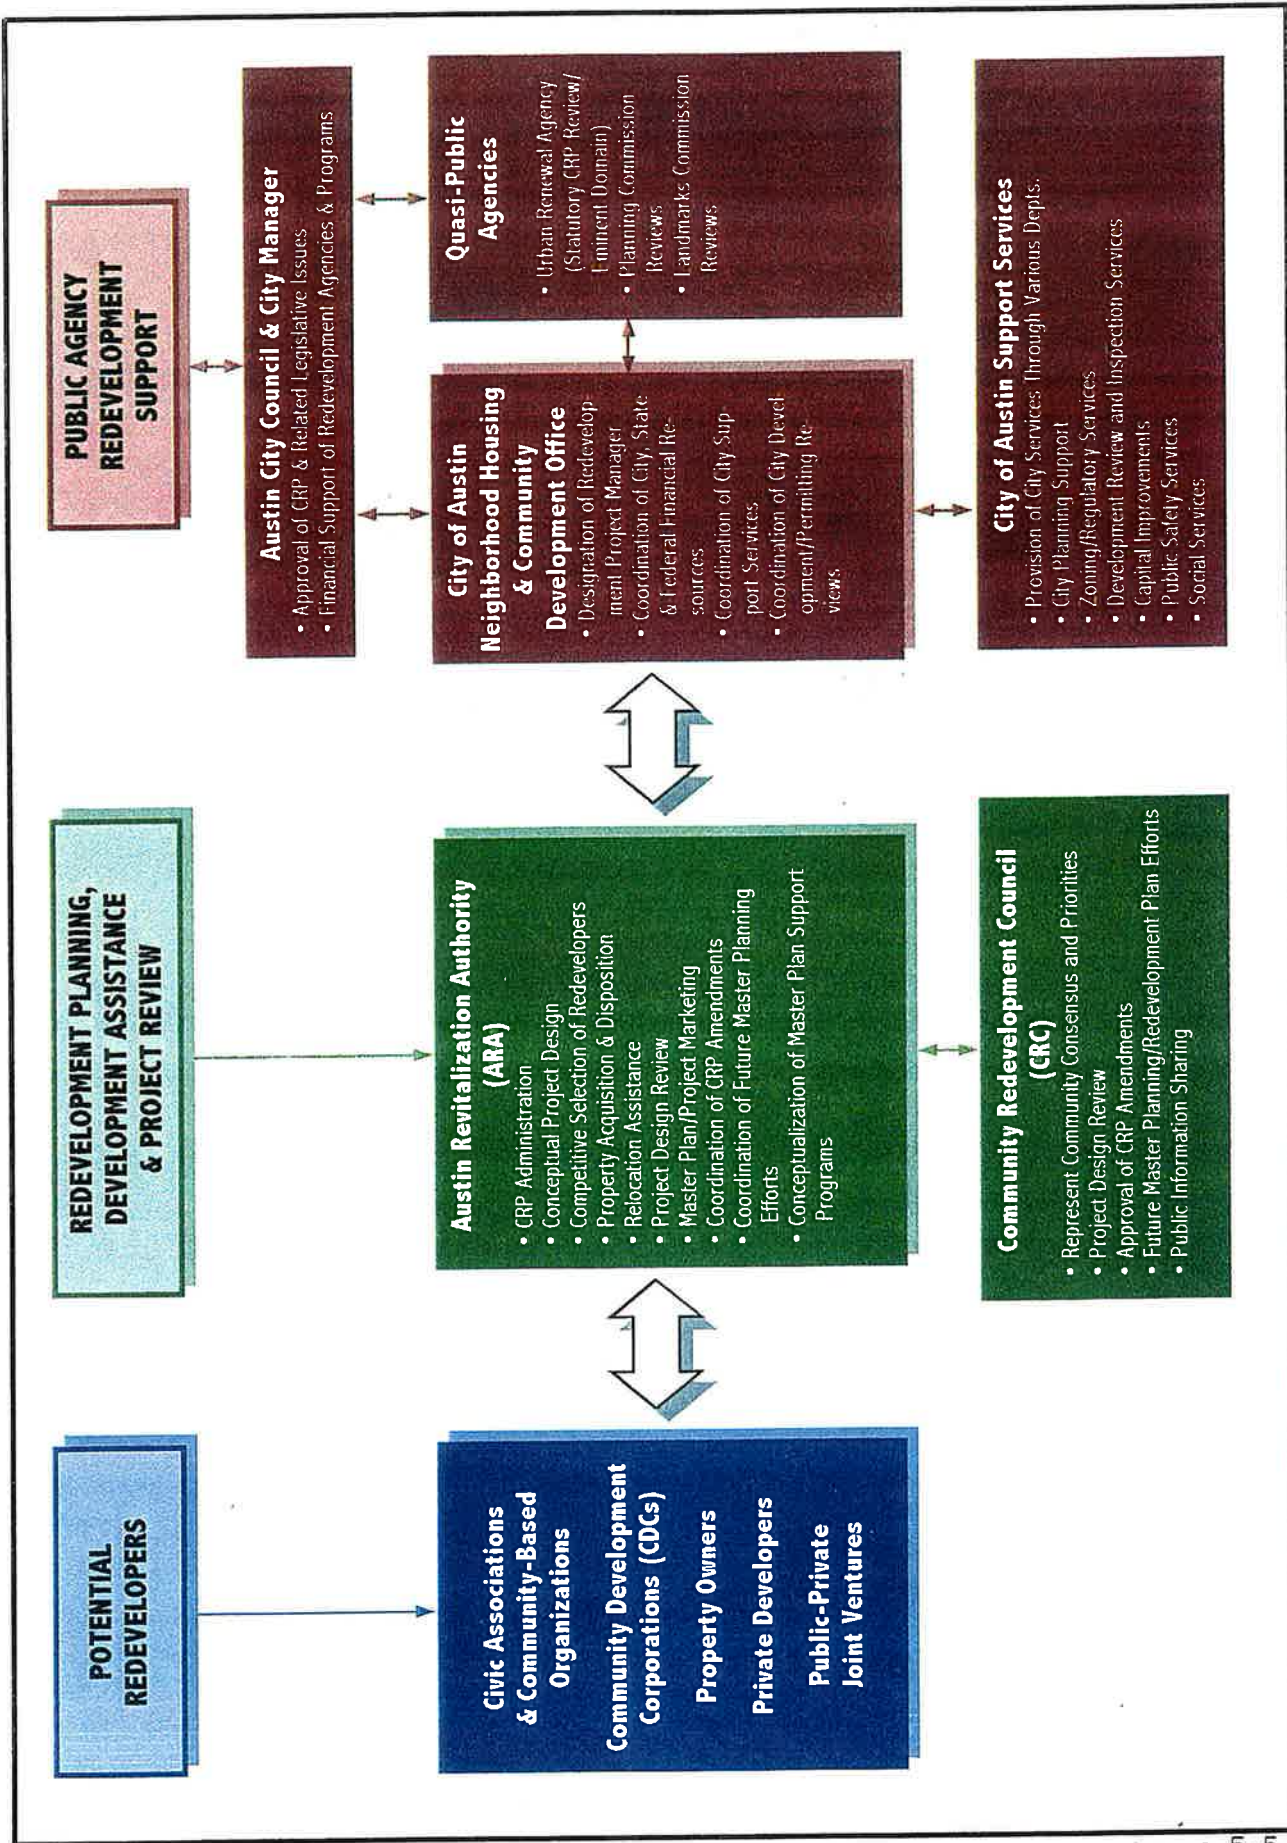 POTENTIAL
REDEVELOPERS
Civic Associations
& Community-Based
Organizations
Community Development
Corporations (CDCs)
Property Owners
Private Developers
Public-Private
Joint Ventures
REDEVELOPMENT PLANNING,
DEVELOPMENT ASSISTANCE
& PROJECT REVIEW
Austin Revitalization Authority
(ARA)
• CRP Administration
• Conceptual Project Design
• Competitive Selection of Redevelopers
• Property Acquisition & Disposition
• Relocation Assistance
• Project Design Review
• Master Plan/Project Marketing
• Coordination of CRP Amendments
• Coordination of Future Master Planning
Efforts
• Conceptualization of Master Plan Support
Programs
Community Redevelopment Council
(CRC)
• Represent Community Consensus and Priorities
• Project Design Review
• Approval of CRP Amendments
• Future Master Planning/Redevelopment Plan Efforts
• Public Information Sharing
PUBLIC AGENCY
REDEVELOPMENT
SUPPORT
Austin City Council & City Manager
• Approval of CRP & Related Legislative Issues
• Financial Support of Redevelopment Agencies & Programs
City of Austin
Neighborhood Housing
& Community
Development Office
• Designation of Redevelop
ment Project Manager
• Coordination of City, State
& Federal Financial Re-
sources
• Coordination of City Sup
port Services
• Coordination of City Devel
opment/Permitting Re-
views
Quasi-Public
Agencies
• Urban Renewal Agency
(Statutory CRP Review/
Eminent Domain)
• Planning Commission
Reviews
• Landmarks Commission
Reviews
City of Austin Support Services
• Provision of City Services Through Various Depts.
• City Planning Support
• Zoning/Regulatory Services
• Development Review and Inspection Services
• Capital Improvements
• Public Safety Services
• Social Services